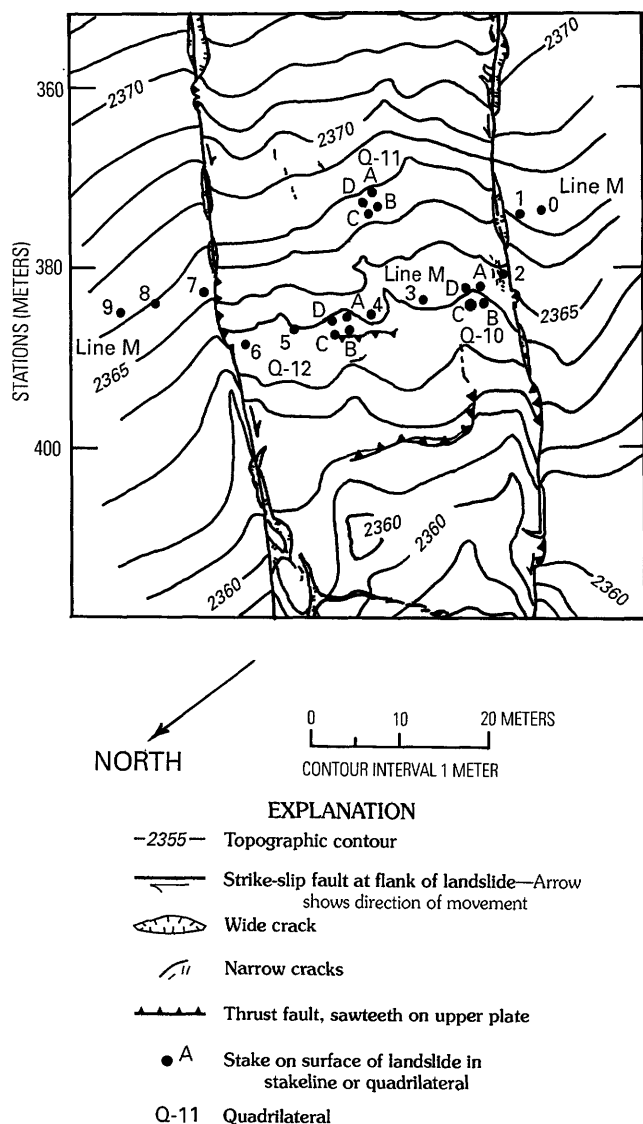 2370
2370
360
2370
Q-11
A
D
B
C
Line M
1
0
380
Line M
A
2
D
3
7
8
9
A
4
D
C
B
2365
C
B
5
6
Line M
Q-10
2365
Q-12
STATIONS (METERS)
400
2360
2360
2360
2360
0 10 20 METERS
NORTH
CONTOUR INTERVAL 1 METER
EXPLANATION
—2355— Topographic contour
Strike-slip fault at flank of landslide—Arrow
shows direction of movement
Wide crack
Narrow cracks
Thrust fault, sawteeth on upper plate
A Stake on surface of landslide in
stakeline or quadrilateral
Q-11 Quadrilateral